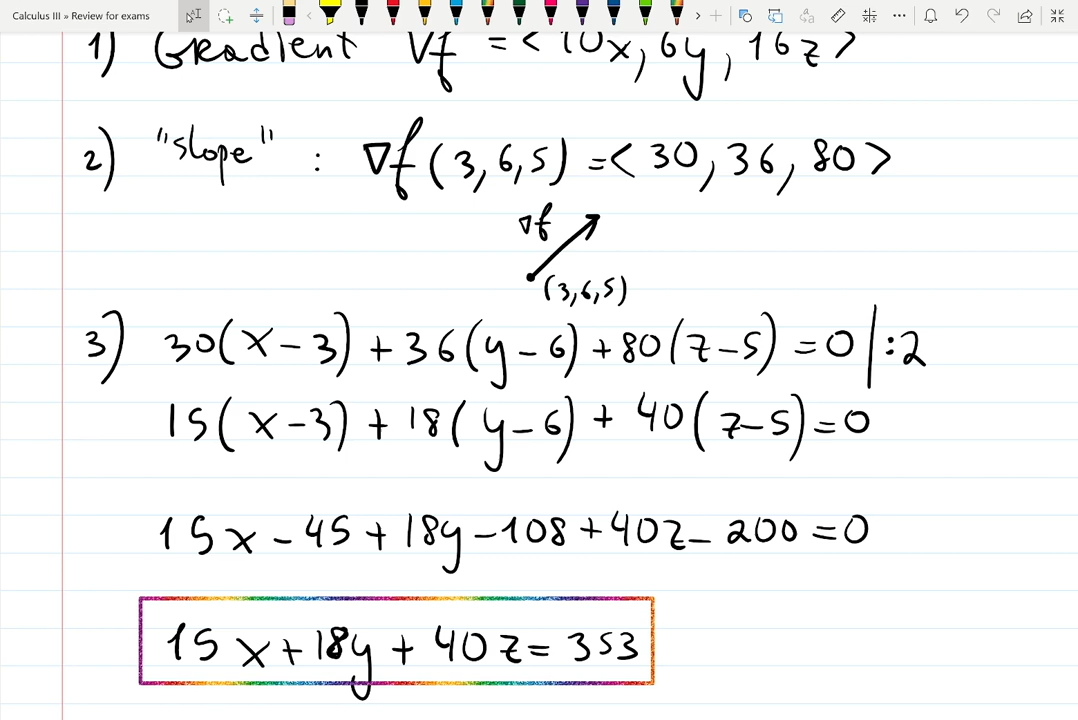 Calculus III » Review for exams
1) Gradient ∇f = < 10x, 6y, 16z >
2) "slope" : ∇f (3, 6, 5) = < 30, 36, 80 >
∇f
(3, 6, 5)
3) 30(x - 3) + 36(y - 6) + 80(z - 5) = 0 | : 2
15(x - 3) + 18(y - 6) + 40(z - 5) = 0
15x - 45 + 18y - 108 + 40z - 200 = 0
15x + 18y + 40z = 353